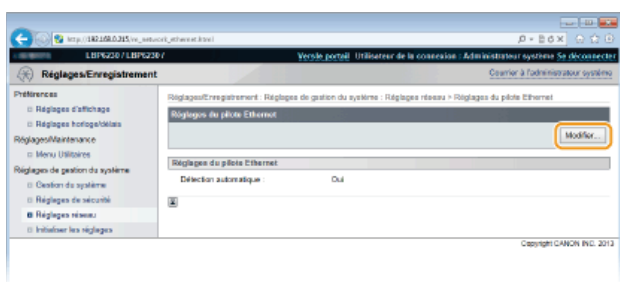 http://192.168.0.215/m_network_ethernet.html
LBP6230 / LBP6230 /
Vers le portail Utilisateur de la connexion : Administrateur système Se déconnecter
Réglages/Enregistrement
Courrier à l'administrateur système
Préférences
Réglages d'affichage
Réglages horloge/délais
Réglages/Maintenance
Menu Utilitaires
Réglages de gestion du système
Gestion du système
Réglages de sécurité
Réglages réseau
Initialiser les réglages
Réglages/Enregistrement : Réglages de gestion du système : Réglages réseau > Réglages du pilote Ethernet
Réglages du pilote Ethernet
Modifier...
Réglages du pilote Ethernet
Détection automatique : Oui
Copyright CANON INC. 2013